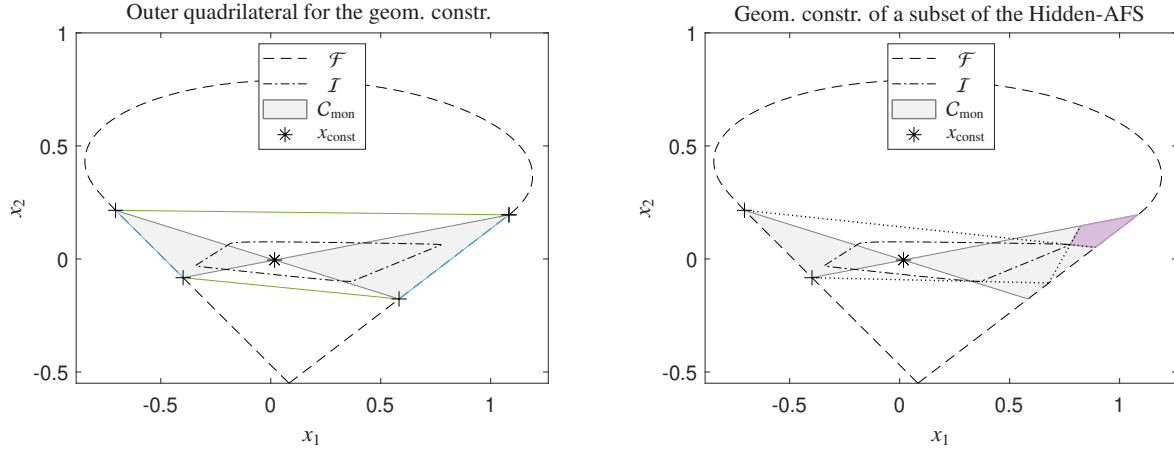 Outer quadrilateral for the geom. constr.
1
0.5
0
-0.5
x₂
-0.5
0
0.5
1
x₁
ℱ
ℐ
𝒞mon
xconst
Geom. constr. of a subset of the Hidden-AFS
1
0.5
0
-0.5
x₂
-0.5
0
0.5
1
x₁
ℱ
ℐ
𝒞mon
xconst